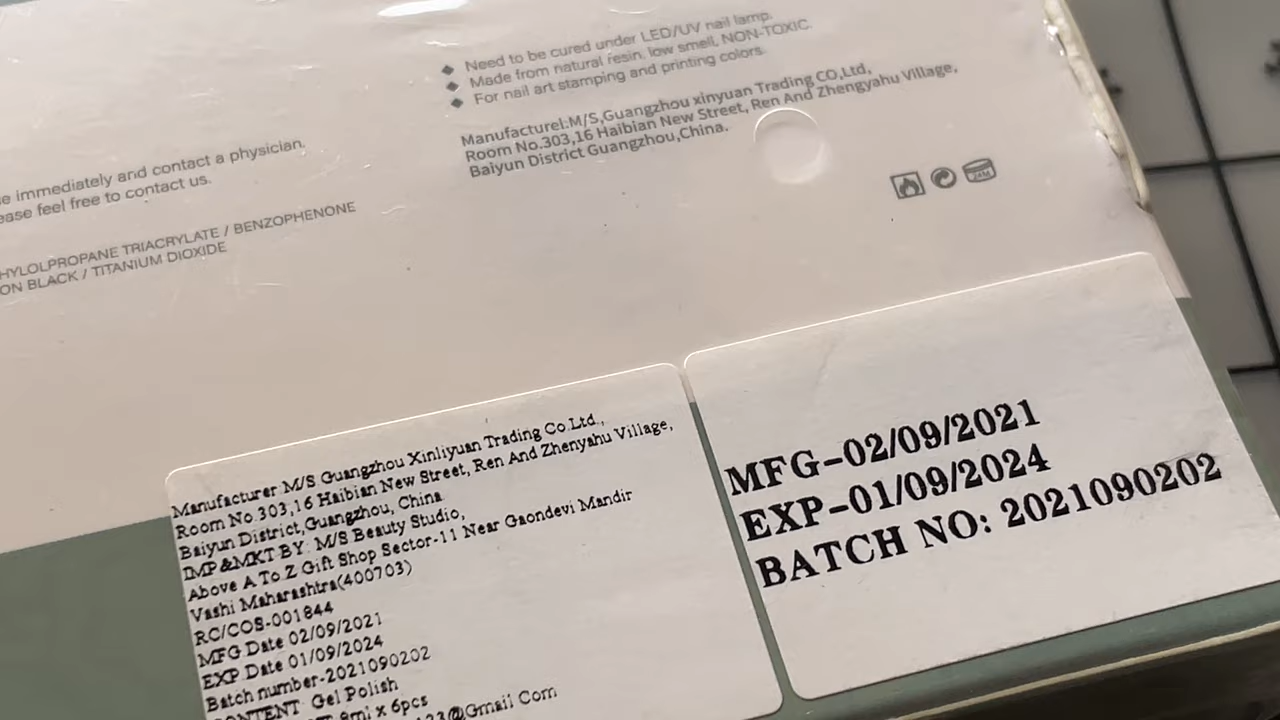 Need to be cured under LED/UV nail lamp.
Made from natural resin, low smell, NON-TOXIC.
For nail art stamping and printing colors.
Manufacturel:M/S,Guangzhou xinyuan Trading CO,Ltd,
Room No.303,16 Haibian New Street, Ren And Zhengyahu Village,
Baiyun District Guangzhou,China.
immediately and contact a physician.
please feel free to contact us.
HYLOLPROPANE TRIACRYLATE / BENZOPHENONE
ON BLACK / TITANIUM DIOXIDE
24M
Manufacturer M/S Guangzhou Xinliyuan Trading Co.Ltd.,
Room No.303,16 Haibian New Street, Ren And Zhenyahu Village,
Baiyun District,Guangzhou, China
IMP &MKT BY: M/S Beauty Studio,
Above A To Z Gift Shop Sector-11 Near Gaondevi Mandir
Vashi Maharashtra(400703)
RC/COS-001844
MFG Date 02/09/2021
EXP Date 01/09/2024
Batch number-2021090202
CONTENT: Gel Polish
8ml x 6pcs
123@Gmail Com
MFG-02/09/2021
EXP-01/09/2024
BATCH NO: 2021090202